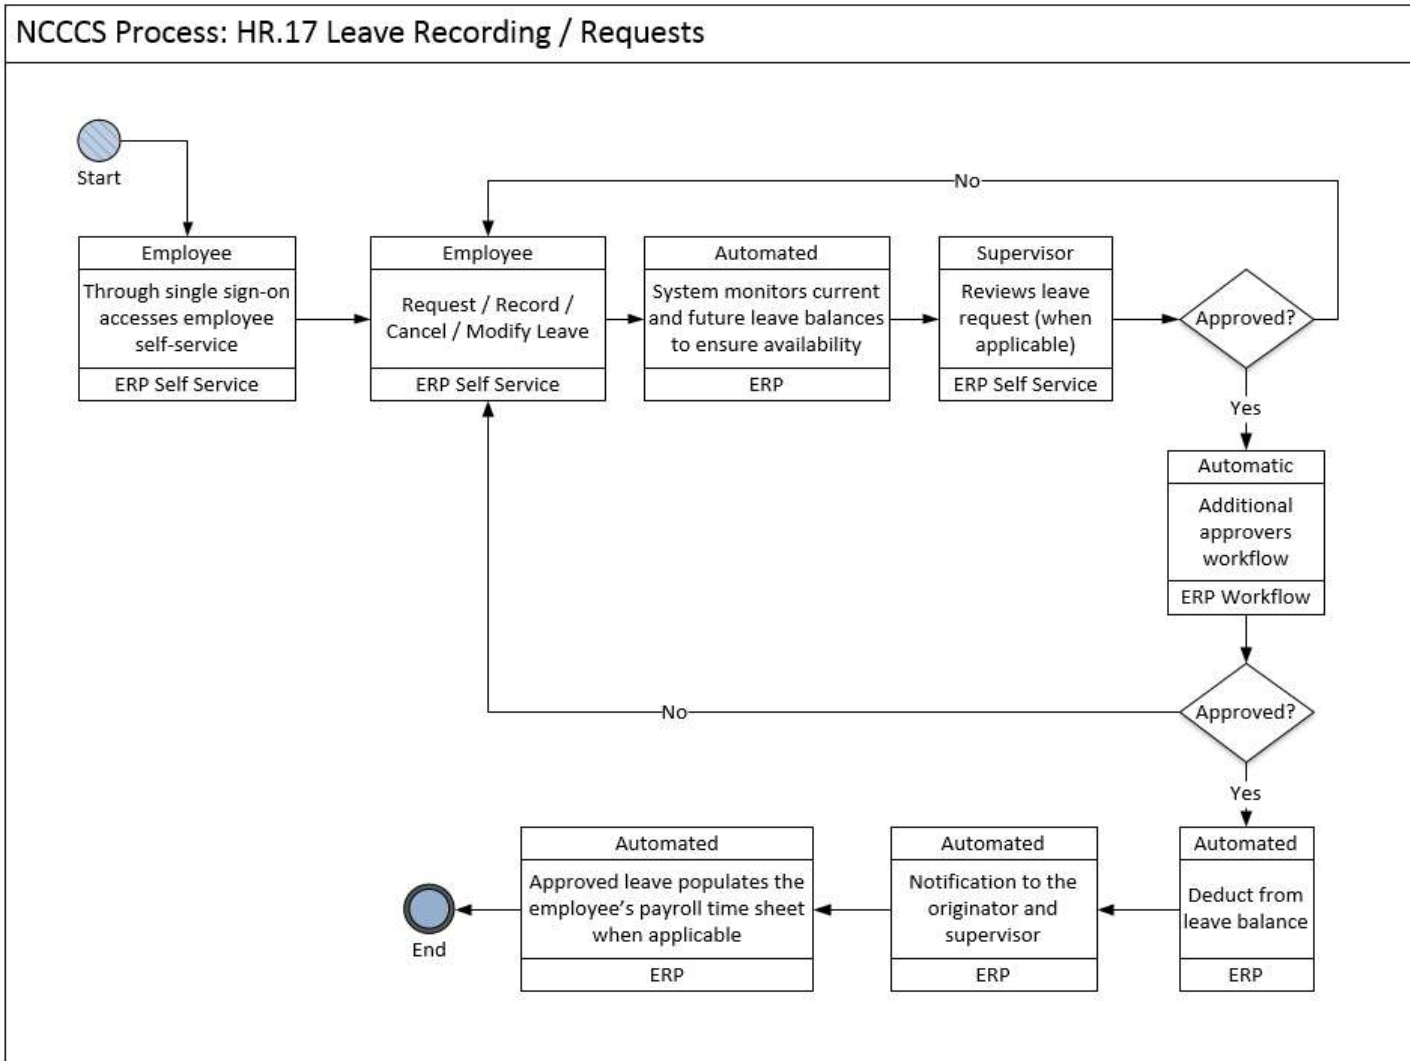 NCCCS Process: HR.17 Leave Recording / Requests
Start
No
Employee
Through single sign-on
accesses employee
self-service
ERP Self Service
Employee
Request / Record /
Cancel / Modify Leave
ERP Self Service
Automated
System monitors current
and future leave balances
to ensure availability
ERP
Supervisor
Reviews leave
request (when
applicable)
ERP Self Service
Approved?
Yes
Automatic
Additional
approvers
workflow
ERP Workflow
Approved?
No
Yes
Automated
Deduct from
leave balance
ERP
Automated
Notification to the
originator and
supervisor
ERP
Automated
Approved leave populates the
employee's payroll time sheet
when applicable
ERP
End